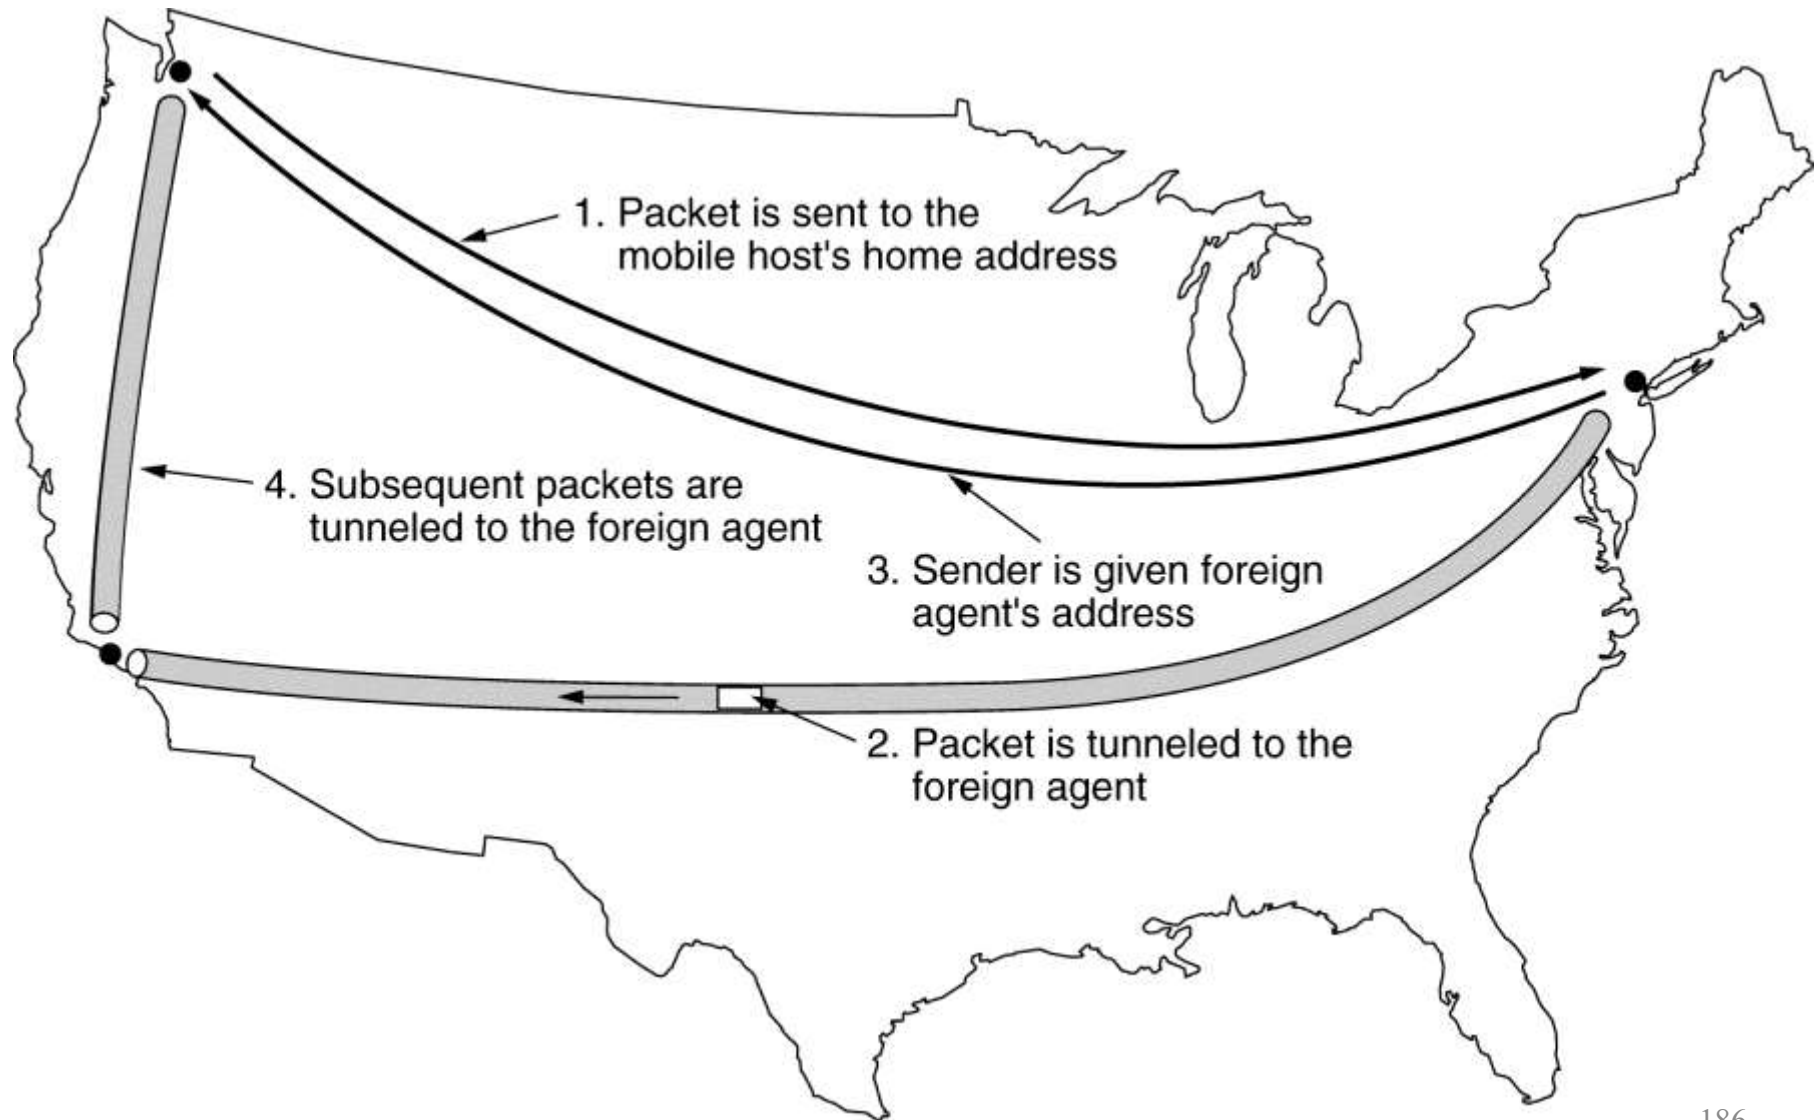 1. Packet is sent to the
mobile host's home address
4. Subsequent packets are
tunneled to the foreign agent
3. Sender is given foreign
agent's address
2. Packet is tunneled to the
foreign agent
186